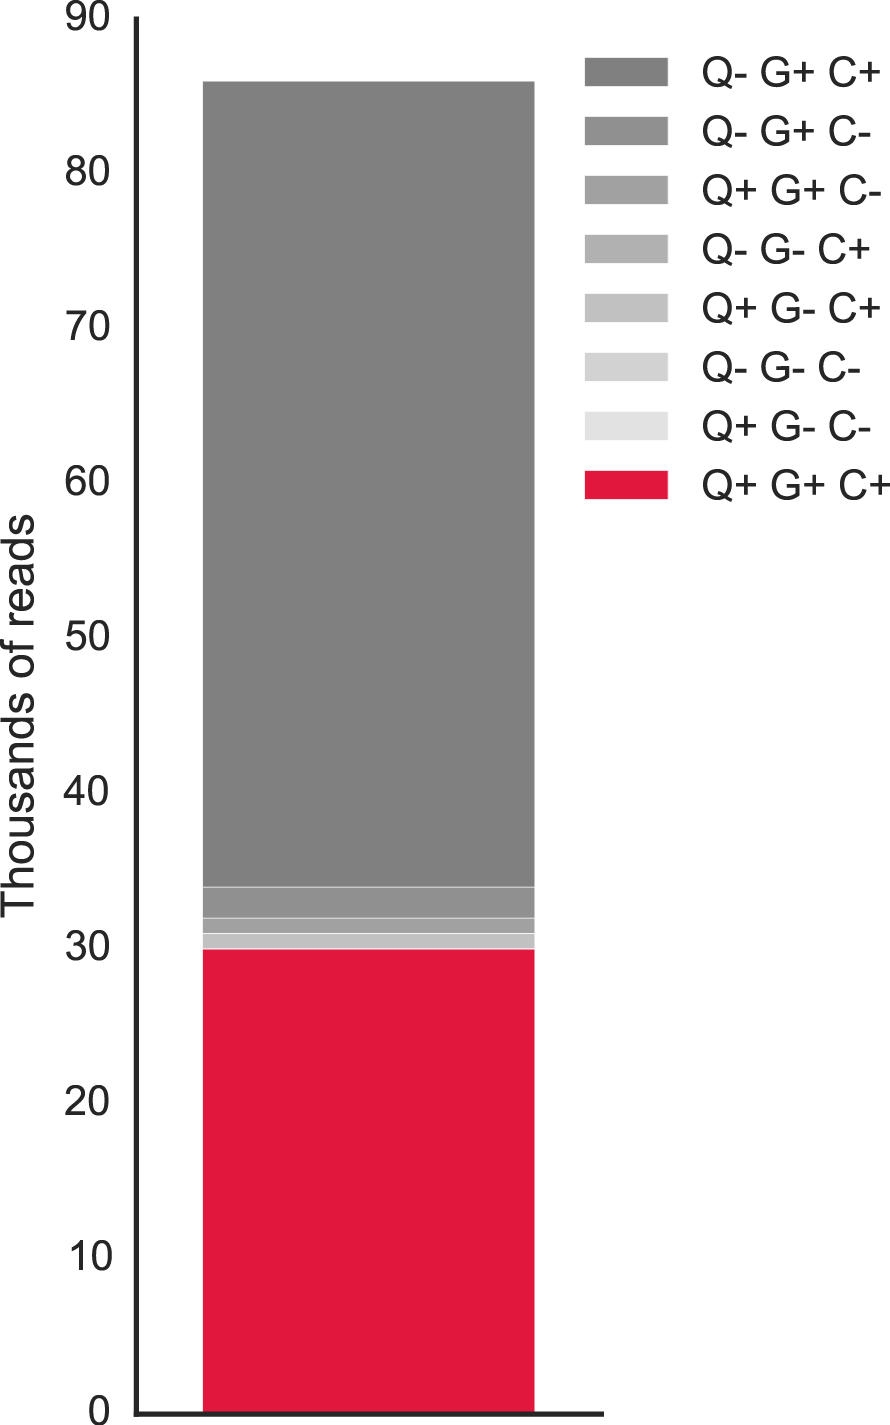 90
80
70
60
50
40
30
20
10
0
Thousands of reads
Q- G+ C+
Q- G+ C-
Q+ G+ C-
Q- G- C+
Q+ G- C+
Q- G- C-
Q+ G- C-
Q+ G+ C+